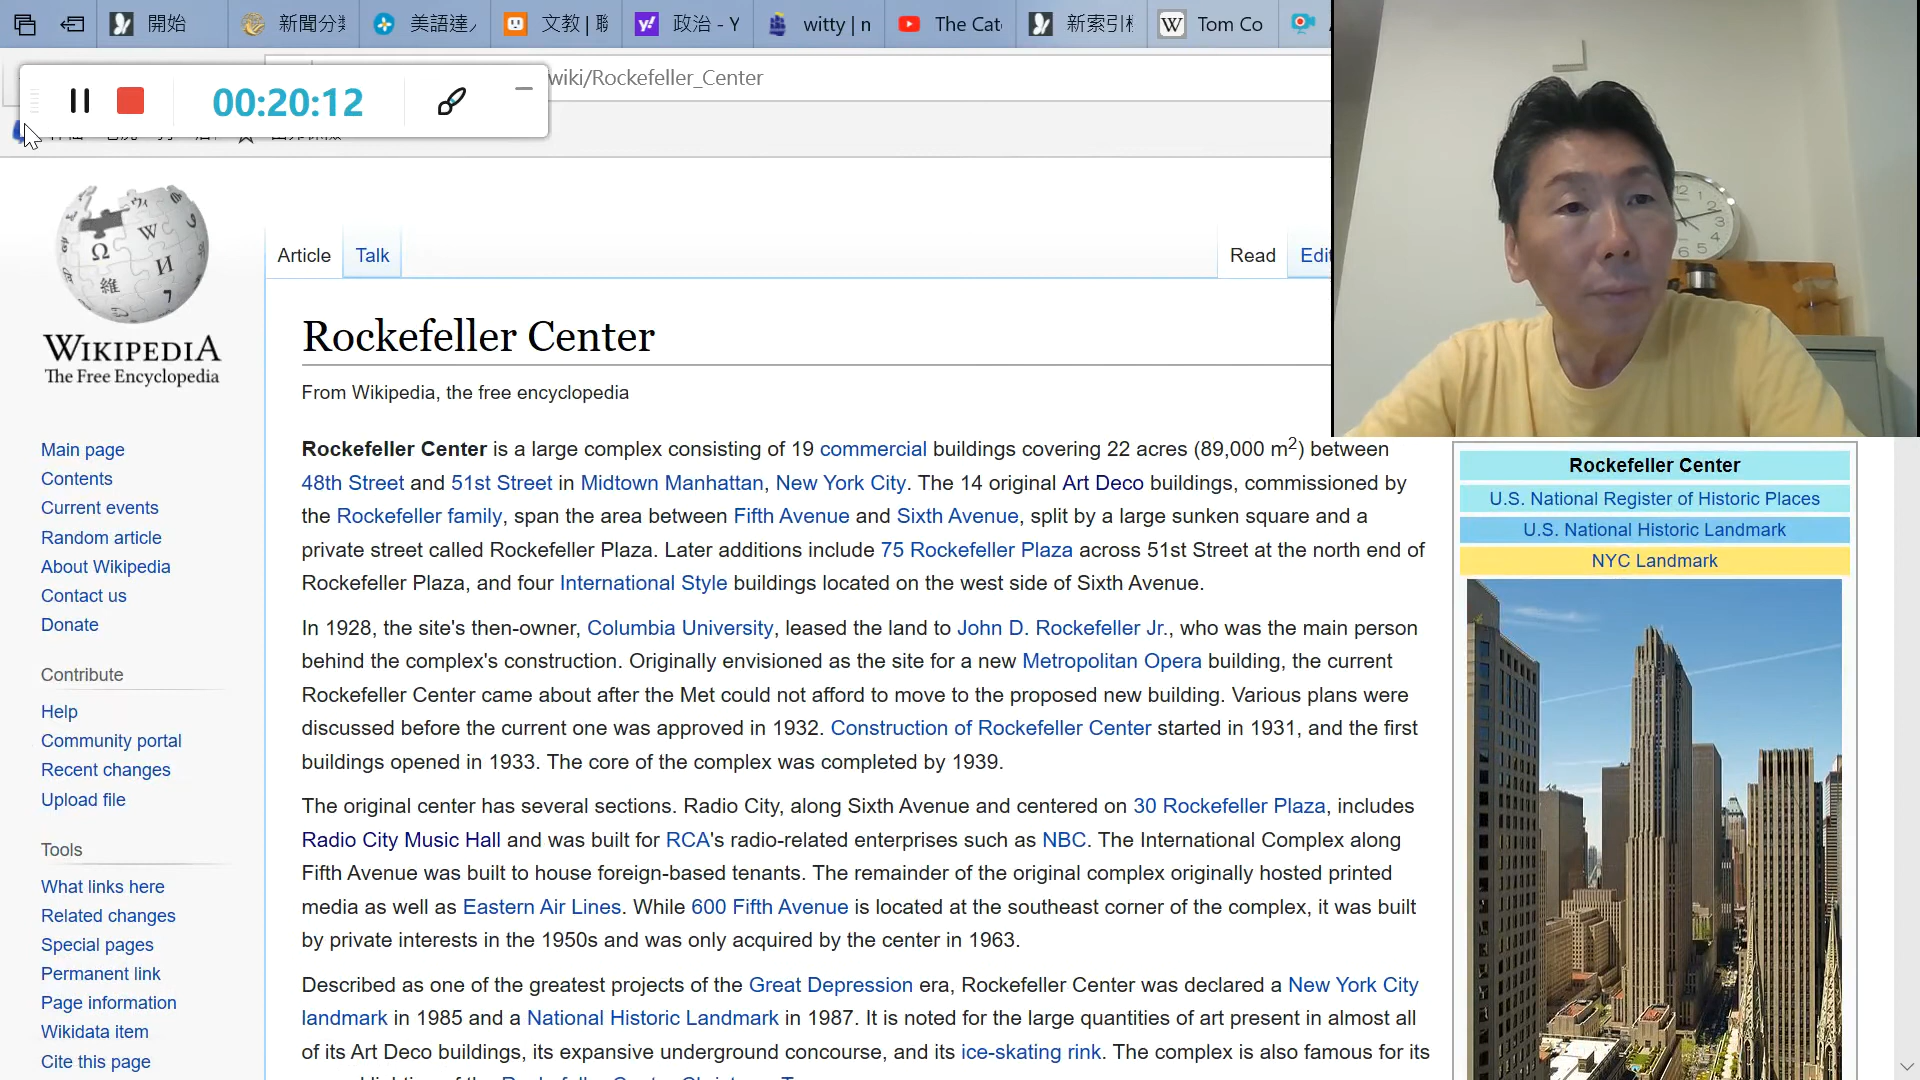 開始
新聞分類
美語達人
文教 | 聯
政治 - Y
witty | n
The Catc
新索引標
Tom Co
wiki/Rockefeller_Center
00:20:12
WIKIPEDIA
The Free Encyclopedia
Article
Talk
Read
Edit
Rockefeller Center
From Wikipedia, the free encyclopedia
Main page
Contents
Current events
Random article
About Wikipedia
Contact us
Donate
Contribute
Help
Community portal
Recent changes
Upload file
Tools
What links here
Related changes
Special pages
Permanent link
Page information
Wikidata item
Cite this page
Rockefeller Center is a large complex consisting of 19 commercial buildings covering 22 acres (89,000 m²) between
48th Street and 51st Street in Midtown Manhattan, New York City. The 14 original Art Deco buildings, commissioned by
the Rockefeller family, span the area between Fifth Avenue and Sixth Avenue, split by a large sunken square and a
private street called Rockefeller Plaza. Later additions include 75 Rockefeller Plaza across 51st Street at the north end of
Rockefeller Plaza, and four International Style buildings located on the west side of Sixth Avenue.
In 1928, the site's then-owner, Columbia University, leased the land to John D. Rockefeller Jr., who was the main person
behind the complex's construction. Originally envisioned as the site for a new Metropolitan Opera building, the current
Rockefeller Center came about after the Met could not afford to move to the proposed new building. Various plans were
discussed before the current one was approved in 1932. Construction of Rockefeller Center started in 1931, and the first
buildings opened in 1933. The core of the complex was completed by 1939.
The original center has several sections. Radio City, along Sixth Avenue and centered on 30 Rockefeller Plaza, includes
Radio City Music Hall and was built for RCA's radio-related enterprises such as NBC. The International Complex along
Fifth Avenue was built to house foreign-based tenants. The remainder of the original complex originally hosted printed
media as well as Eastern Air Lines. While 600 Fifth Avenue is located at the southeast corner of the complex, it was built
by private interests in the 1950s and was only acquired by the center in 1963.
Described as one of the greatest projects of the Great Depression era, Rockefeller Center was declared a New York City
landmark in 1985 and a National Historic Landmark in 1987. It is noted for the large quantities of art present in almost all
of its Art Deco buildings, its expansive underground concourse, and its ice-skating rink. The complex is also famous for its
Rockefeller Center
U.S. National Register of Historic Places
U.S. National Historic Landmark
NYC Landmark